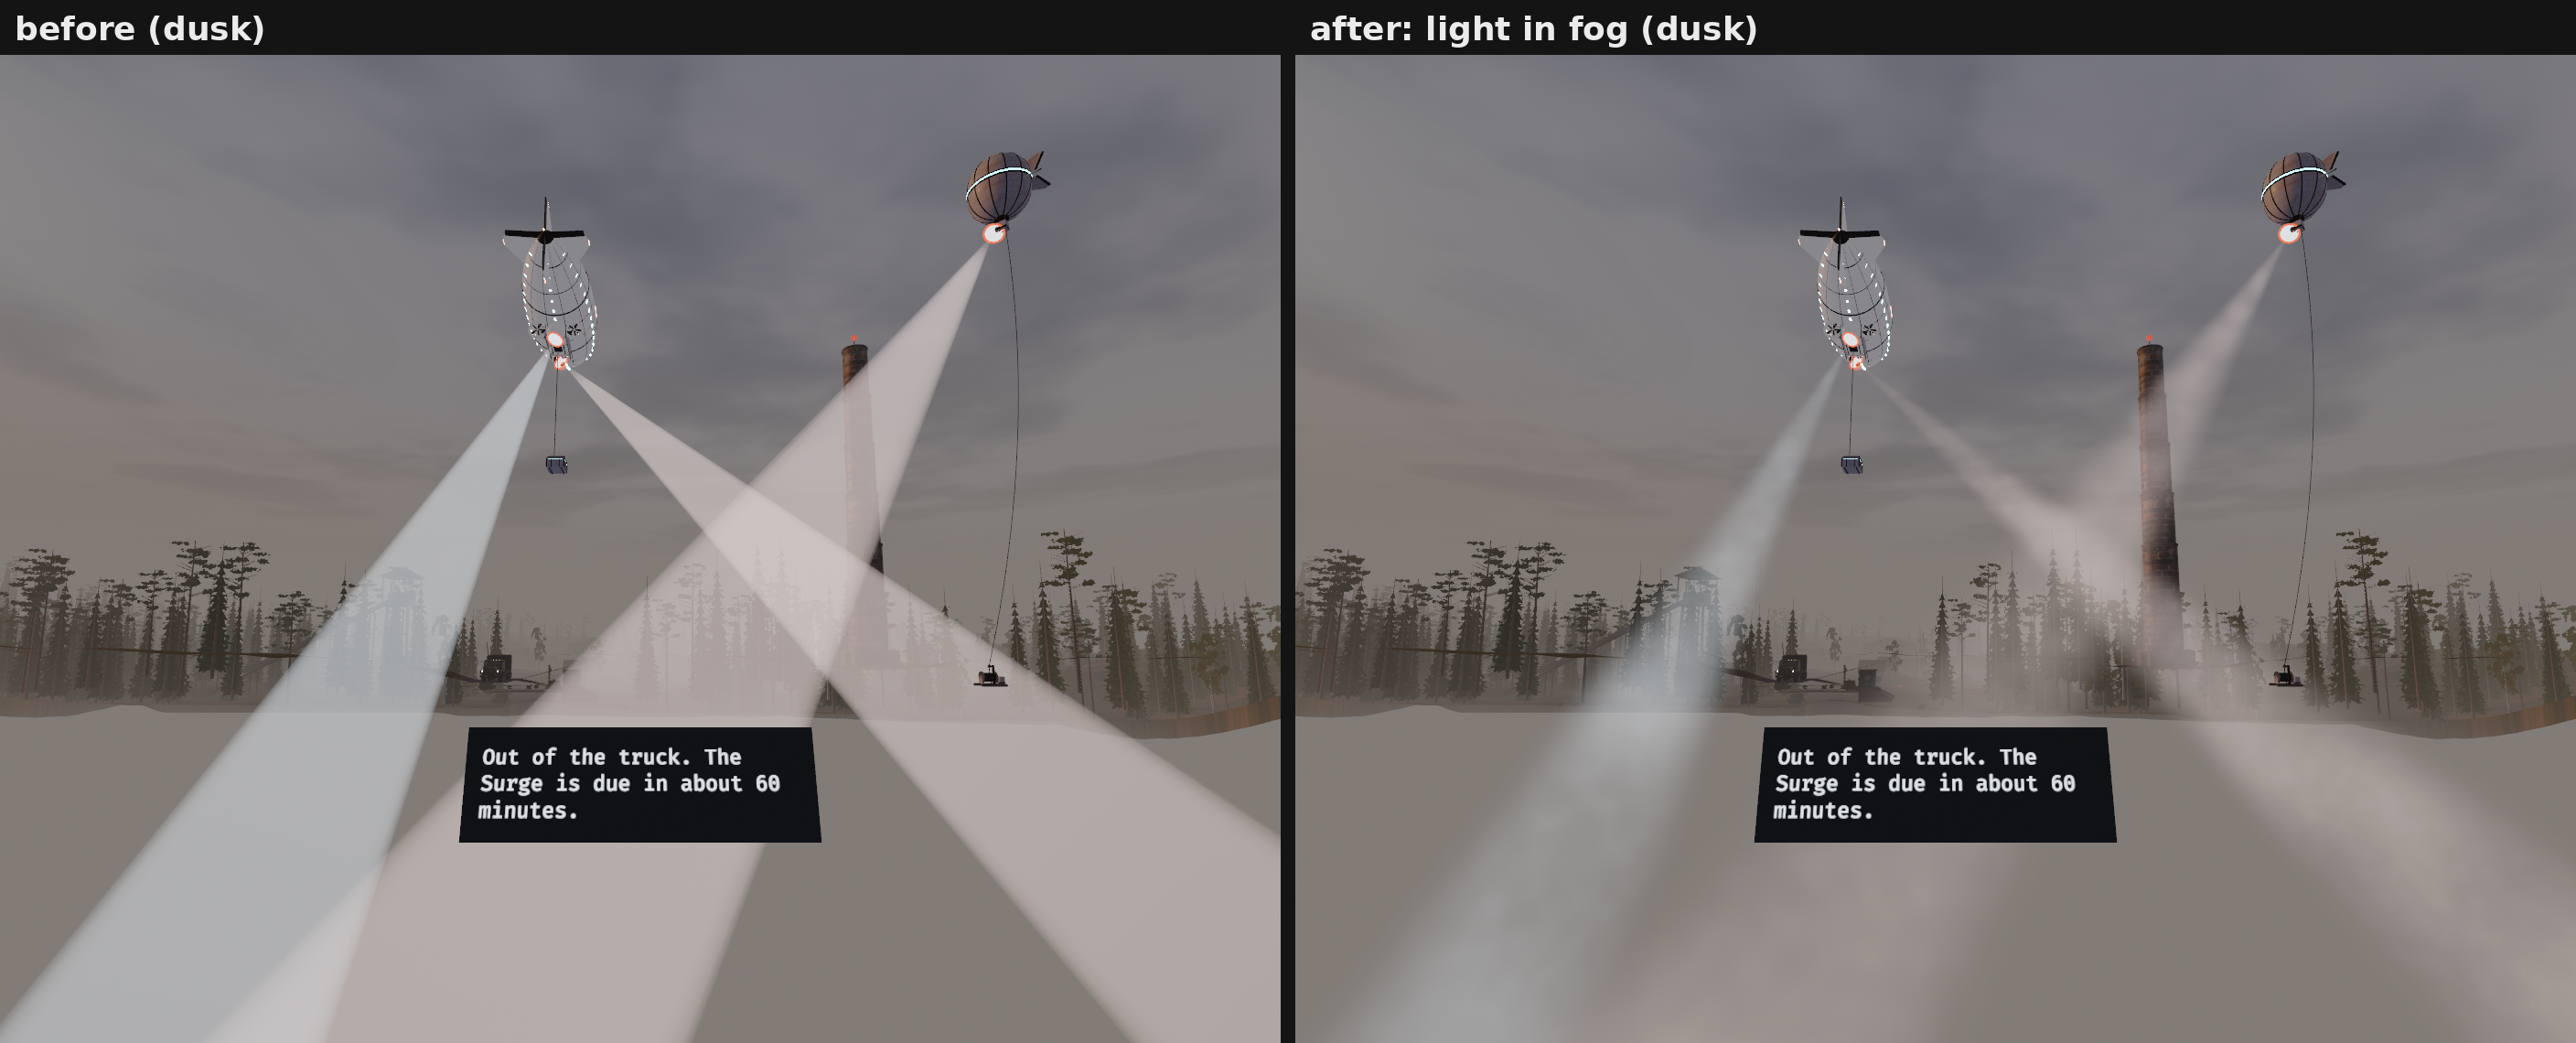 before (dusk)
after: light in fog (dusk)
Out of the truck. The
Surge is due in about 60
minutes.
Out of the truck. The
Surge is due in about 60
minutes.